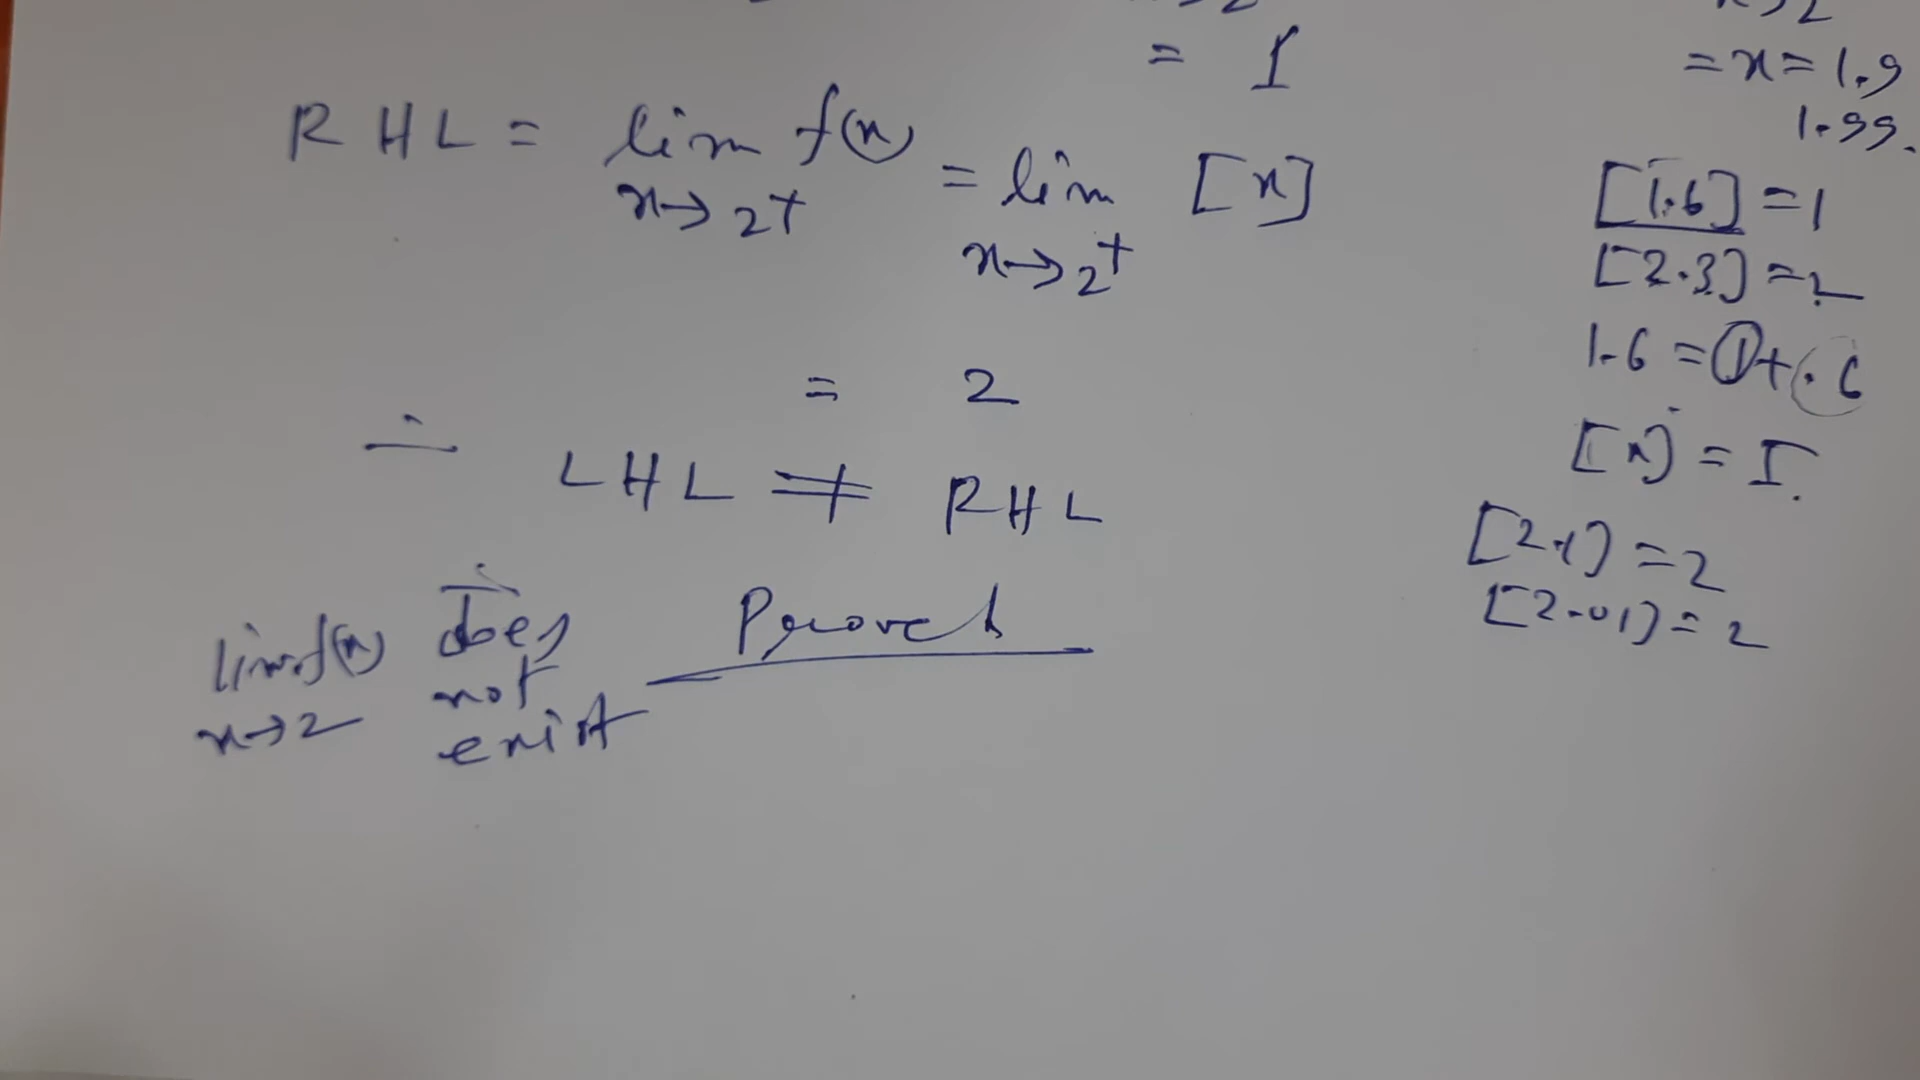 = 1
RHL = lim f(x) = lim [x]
x→2+ x→2+
= 2
∴ LHL ≠ RHL
lim f(x) does
x→2 not
exist
Proved
x→2
= x = 1.9
1.99.
[1.6] = 1
[2.3] = 2
1.6 = 1 + .6
[x] = I.
[2.1] = 2
[2.01] = 2